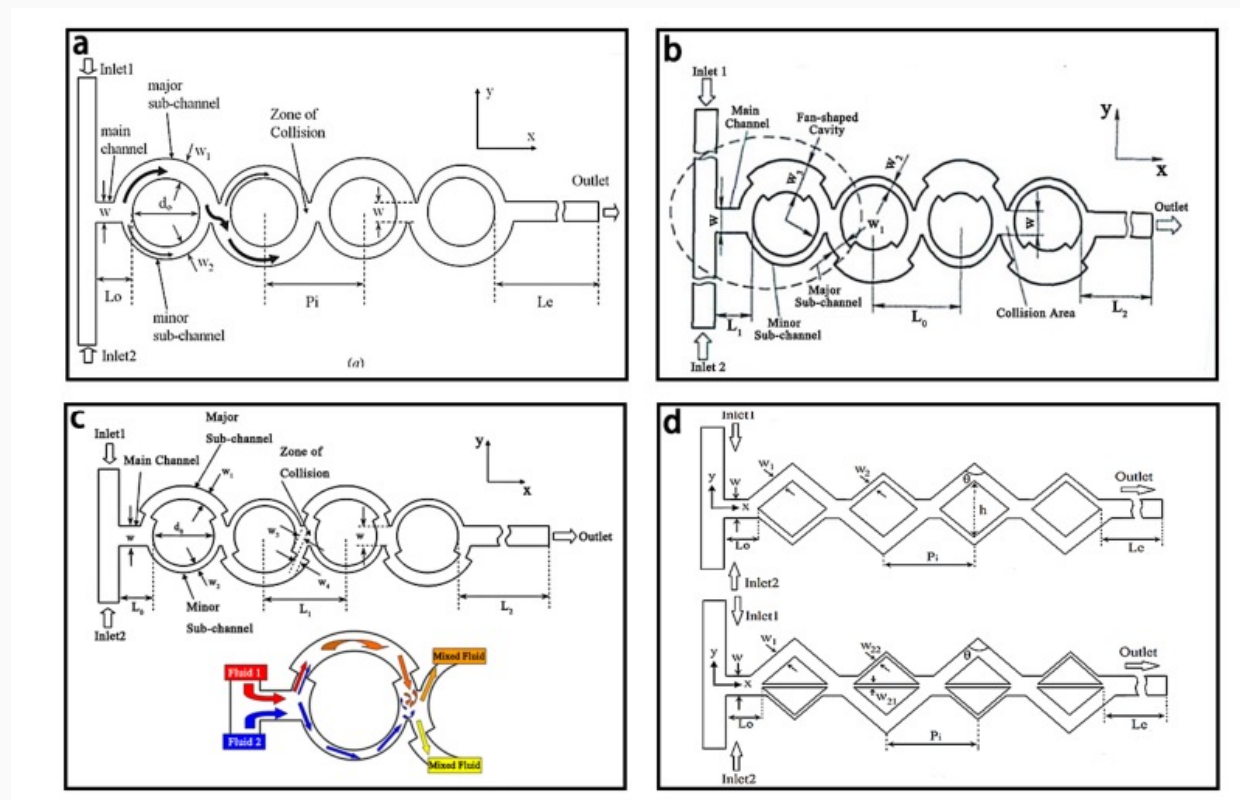 a
Inlet1
major
sub-channel
main
channel
w₁
Zone of
Collision
y
x
Outlet
w
d₀
w
w₂
Lo
Pi
Le
minor
sub-channel
Inlet2
(a)
b
Inlet 1
Main
Channel
Fan-shaped
Cavity
W₂
W₃
y
x
Outlet
W
W₁
W
Major
Sub-channel
L₁
Minor
Sub-channel
L₀
Collision Area
L₂
Inlet 2
c
Major
Sub-channel
Inlet1
Main Channel
w₁
Zone of
Collision
y
x
w
d₀
w₃
w
Outlet
w₂
w₄
L₀
Minor
Sub-channel
L₁
L₂
Inlet2
Fluid 1
Fluid 2
Mixed Fluid
Mixed Fluid
d
Inlet1
w₁
w₂
θ
Outlet
y
w
x
h
Lo
Pi
Le
Inlet2
Inlet1
w₁
w₂₂
θ
Outlet
y
w
x
w₂₁
Lo
Pi
Le
Inlet2